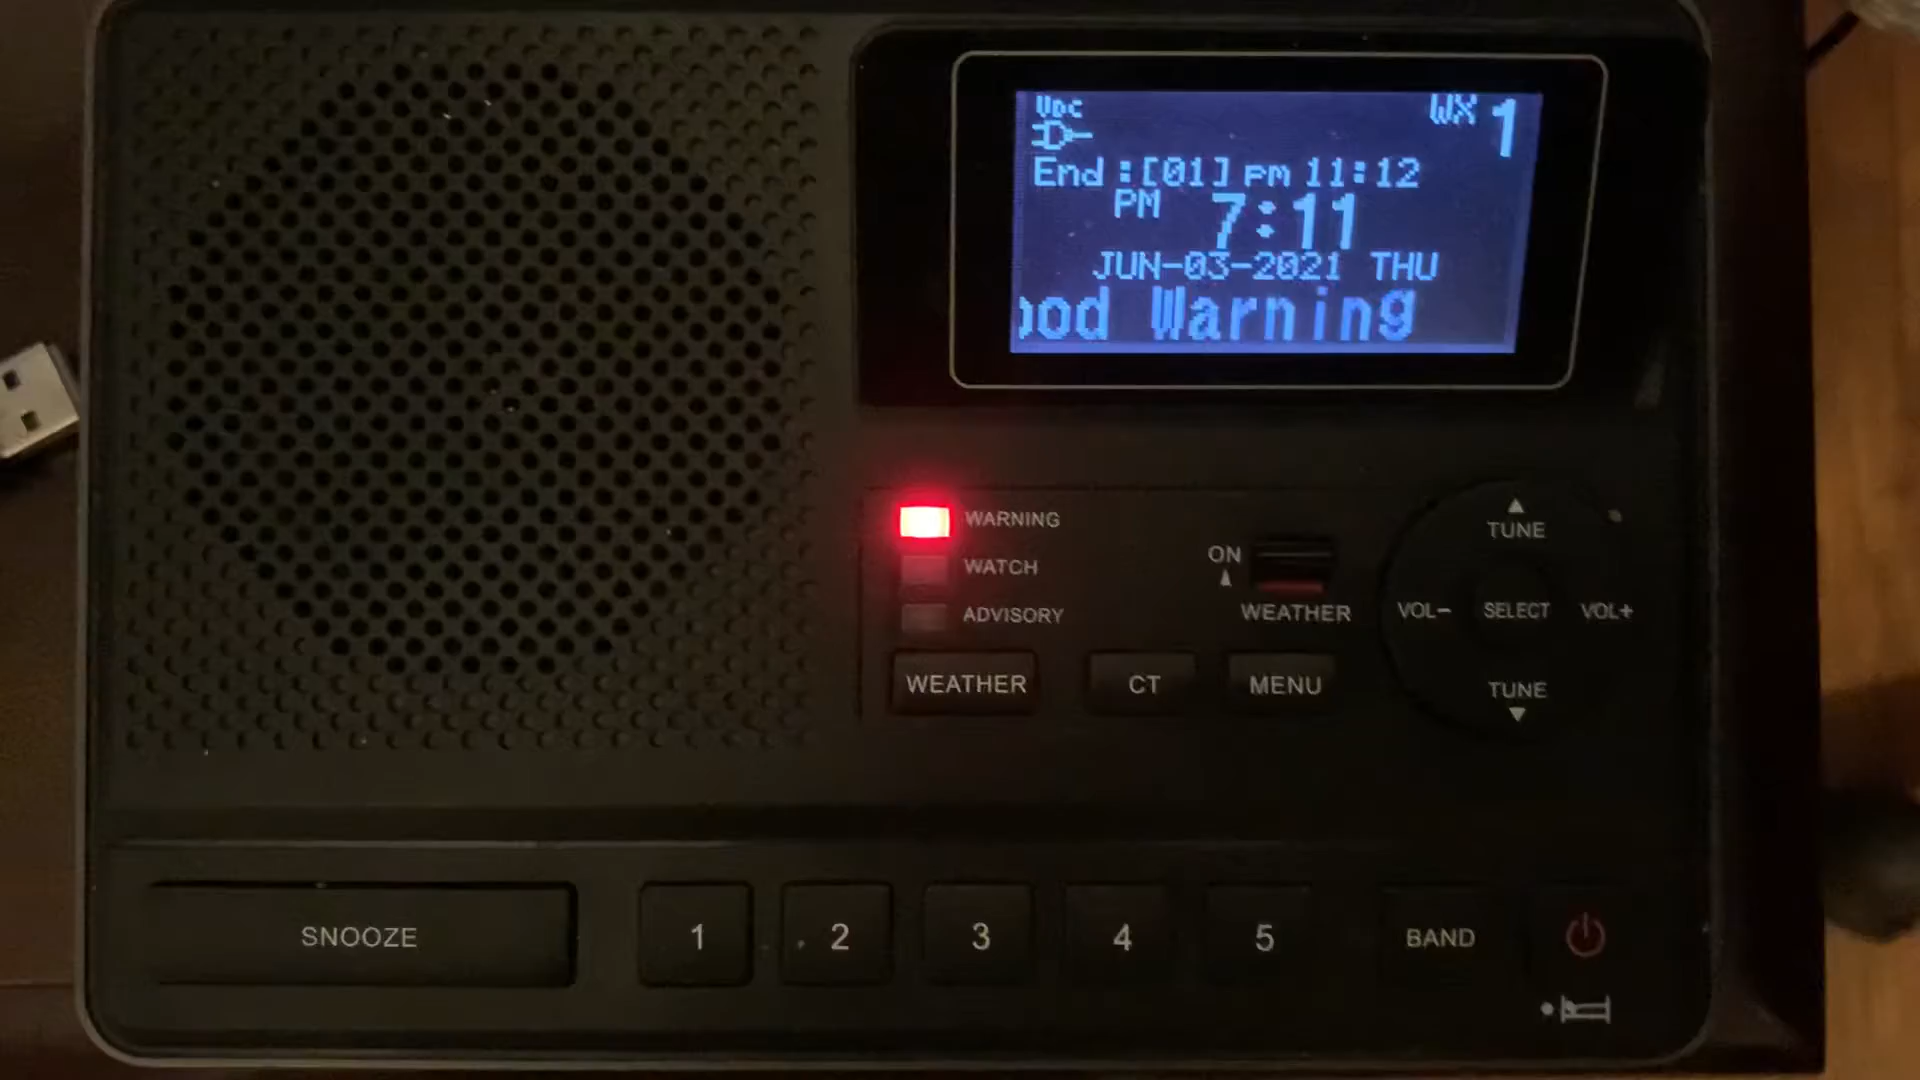 VDC
WX 1
End :[01] pm 11:12
PM 7:11
JUN-03-2021 THU
ood Warning
WARNING
WATCH
ADVISORY
ON
WEATHER
WEATHER
CT
MENU
TUNE
VOL- SELECT VOL+
TUNE
SNOOZE
1
2
3
4
5
BAND